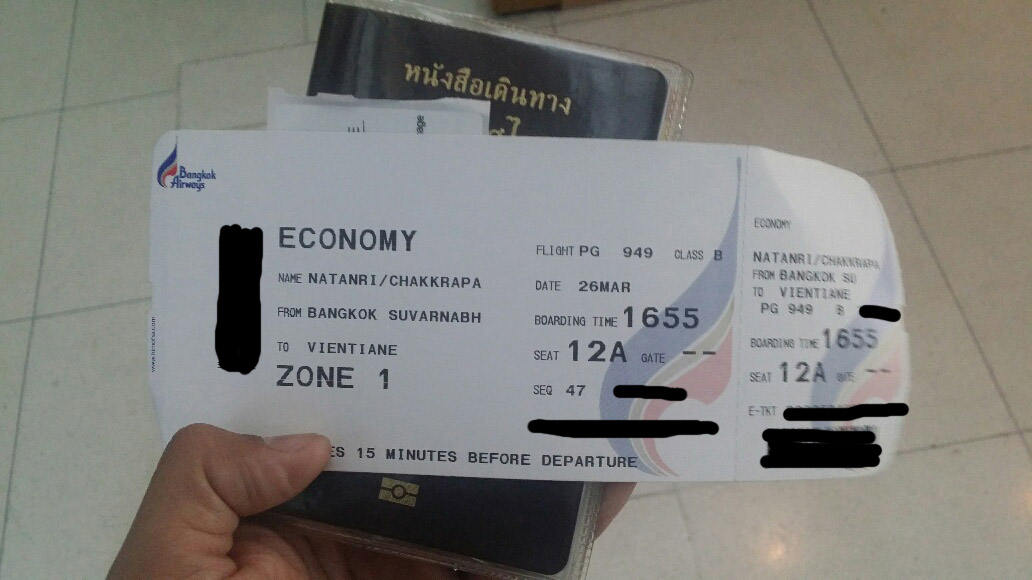 หนังสือเดินทาง
age
Bangkok
Airways
ECONOMY
NAME NATANRI/CHAKKRAPA
FROM BANGKOK SUVARNABH
TO VIENTIANE
ZONE 1
FLIGHT PG 949 CLASS B
DATE 26MAR
BOARDING TIME 1655
SEAT 12A GATE --
SEQ 47
ES 15 MINUTES BEFORE DEPARTURE
ECONOMY
NATANRI/CHAKKRAPA
FROM BANGKOK SU
TO VIENTIANE
PG 949 B
BOARDING TIME 1655
SEAT 12A GATE --
E-TKT